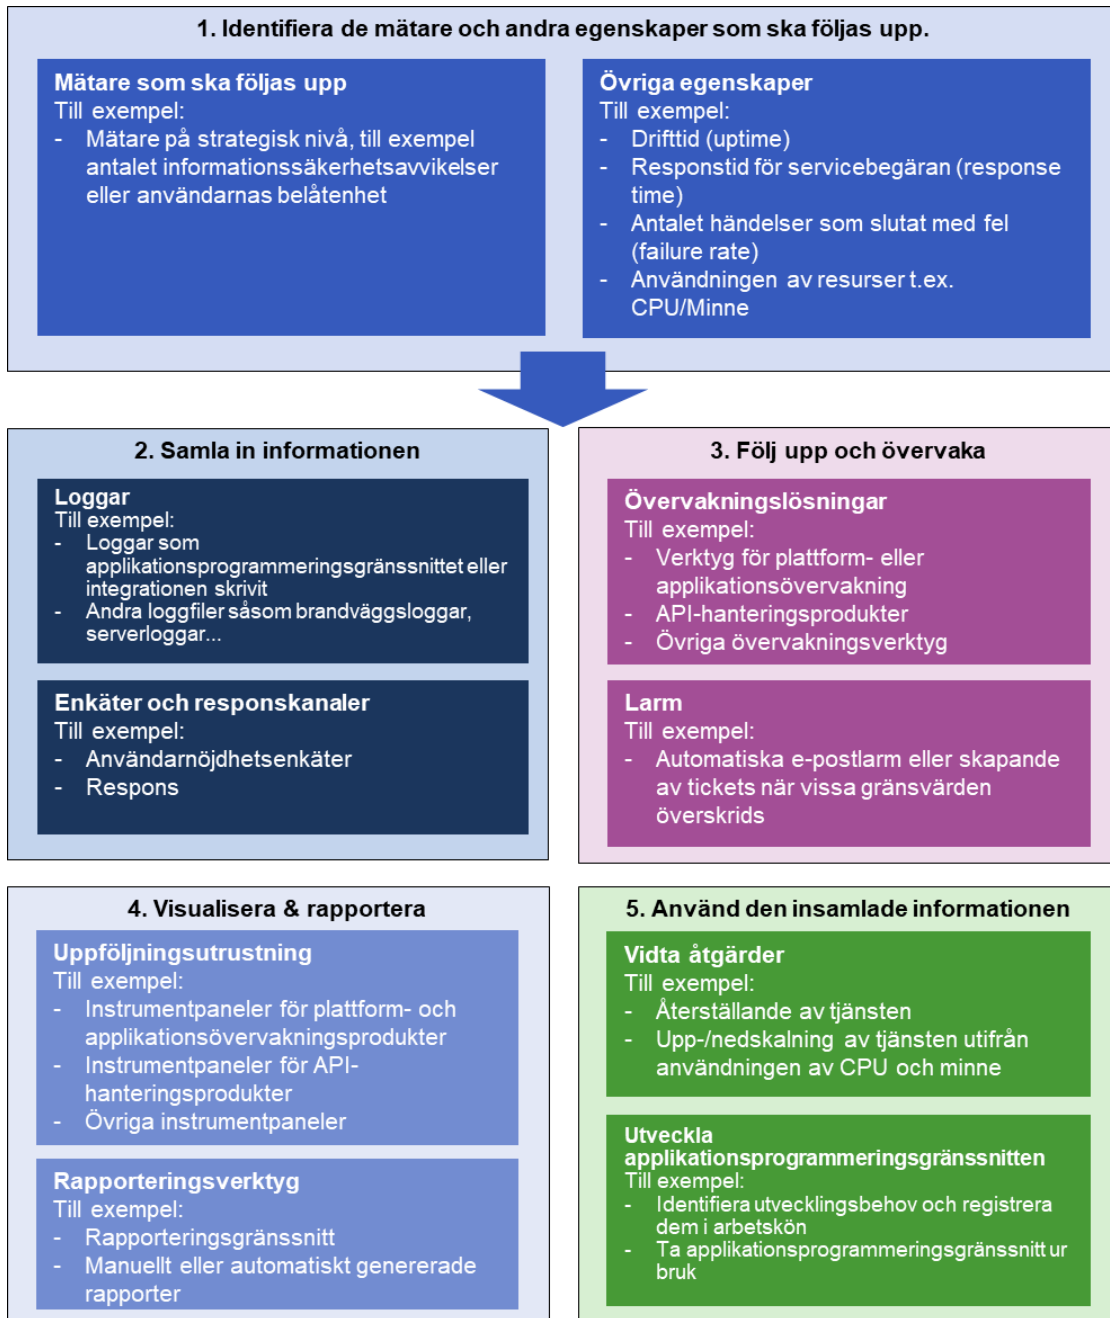 1. Identifiera de mätare och andra egenskaper som ska följas upp.
Mätare som ska följas upp
Till exempel:
- Mätare på strategisk nivå, till exempel
antalet informationssäkerhetsavvikelser
eller användarnas belåtenhet
Övriga egenskaper
Till exempel:
- Drifttid (uptime)
- Responstid för servicebegäran (response
time)
- Antalet händelser som slutat med fel
(failure rate)
- Användningen av resurser t.ex.
CPU/Minne
2. Samla in informationen
Loggar
Till exempel:
- Loggar som
applikationsprogrammeringsgränssnittet eller
integrationen skrivit
- Andra loggfiler såsom brandväggsloggar,
serverloggar...
Enkäter och responskanaler
Till exempel:
- Användarnöjdhetsenkäter
- Respons
3. Följ upp och övervaka
Övervakningslösningar
Till exempel:
- Verktyg för plattform- eller
applikationsövervakning
- API-hanteringsprodukter
- Övriga övervakningsverktyg
Larm
Till exempel:
- Automatiska e-postlarm eller skapande
av tickets när vissa gränsvärden
överskrids
4. Visualisera & rapportera
Uppföljningsutrustning
Till exempel:
- Instrumentpaneler för plattform- och
applikationsövervakningsprodukter
- Instrumentpaneler för API-
hanteringsprodukter
- Övriga instrumentpaneler
Rapporteringsverktyg
Till exempel:
- Rapporteringsgränssnitt
- Manuellt eller automatiskt genererade
rapporter
5. Använd den insamlade informationen
Vidta åtgärder
Till exempel:
- Återställande av tjänsten
- Upp-/nedskalning av tjänsten utifrån
användningen av CPU och minne
Utveckla
applikationsprogrammeringsgränssnitten
Till exempel:
- Identifiera utvecklingsbehov och registrera
dem i arbetskön
- Ta applikationsprogrammeringsgränssnitt ur
bruk